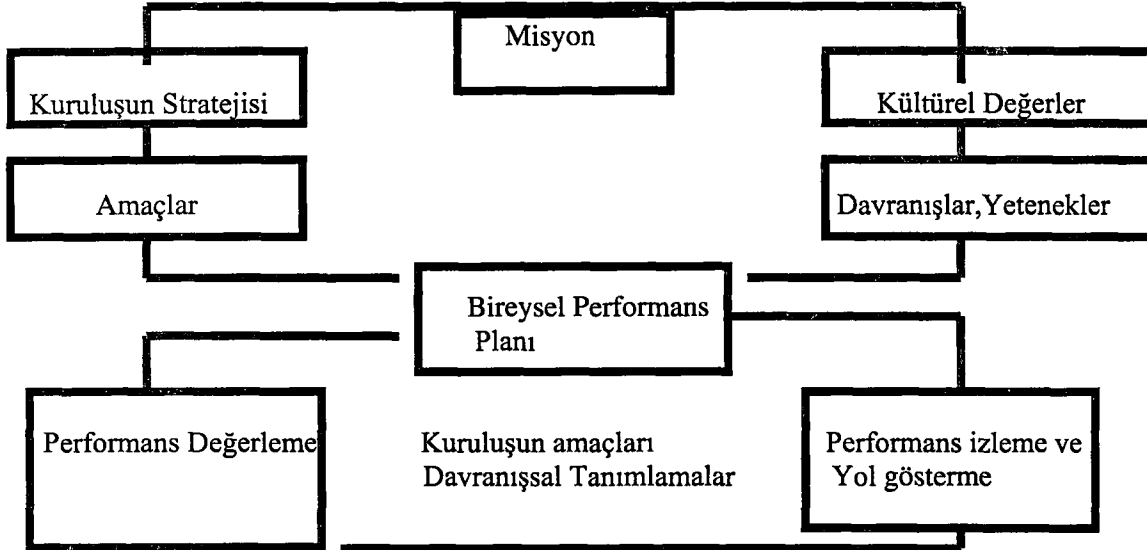 Misyon
Kuruluşun Stratejisi
Kültürel Değerler
Amaçlar
Davranışlar,Yetenekler
Bireysel Performans
Planı
Performans Değerleme
Kuruluşun amaçları
Davranışsal Tanımlamalar
Performans izleme ve
Yol gösterme